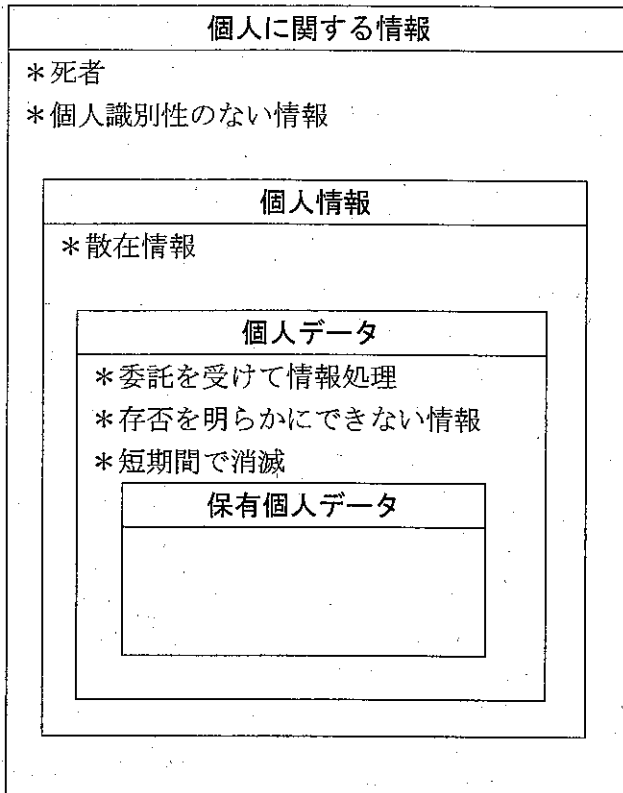 個人に関する情報
＊死者
＊個人識別性のない情報
個人情報
＊散在情報
個人データ
＊委託を受けて情報処理
＊存否を明らかにできない情報
＊短期間で消滅
保有個人データ